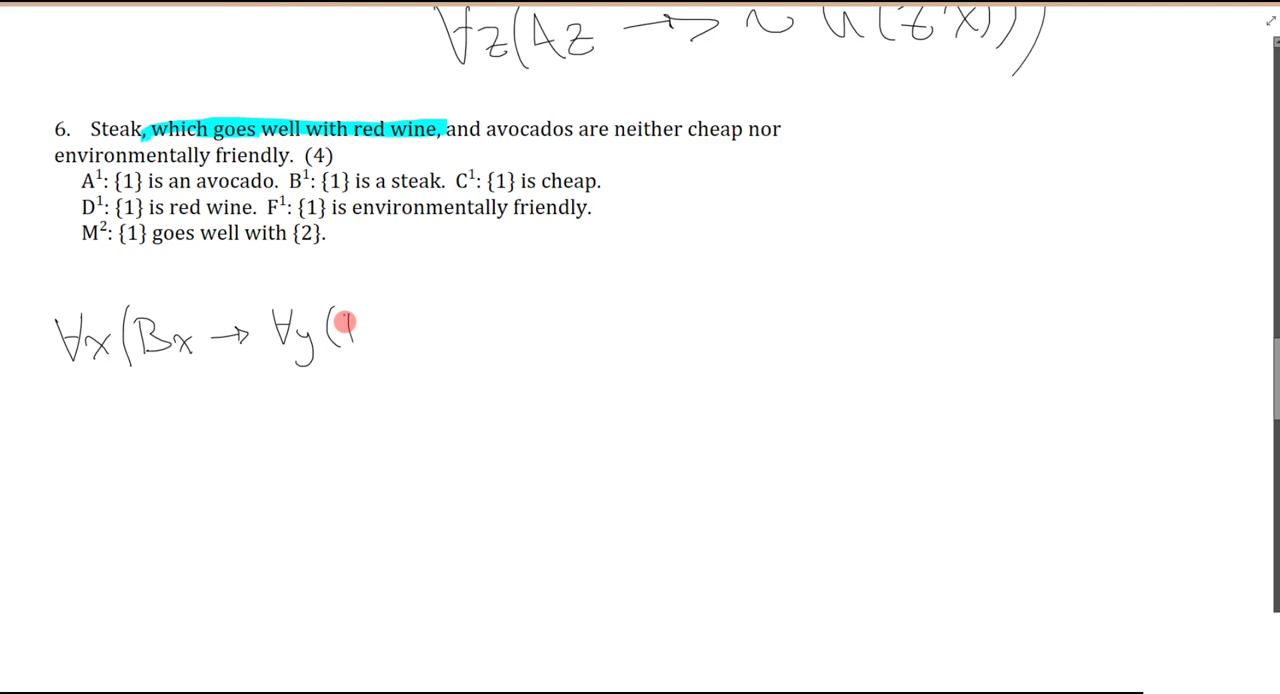 ∀z(Az → ~ (z x)))
6. Steak, which goes well with red wine, and avocados are neither cheap nor
environmentally friendly. (4)
A¹: {1} is an avocado. B¹: {1} is a steak. C¹: {1} is cheap.
D¹: {1} is red wine. F¹: {1} is environmentally friendly.
M²: {1} goes well with {2}.
∀x(Bx → ∀y(